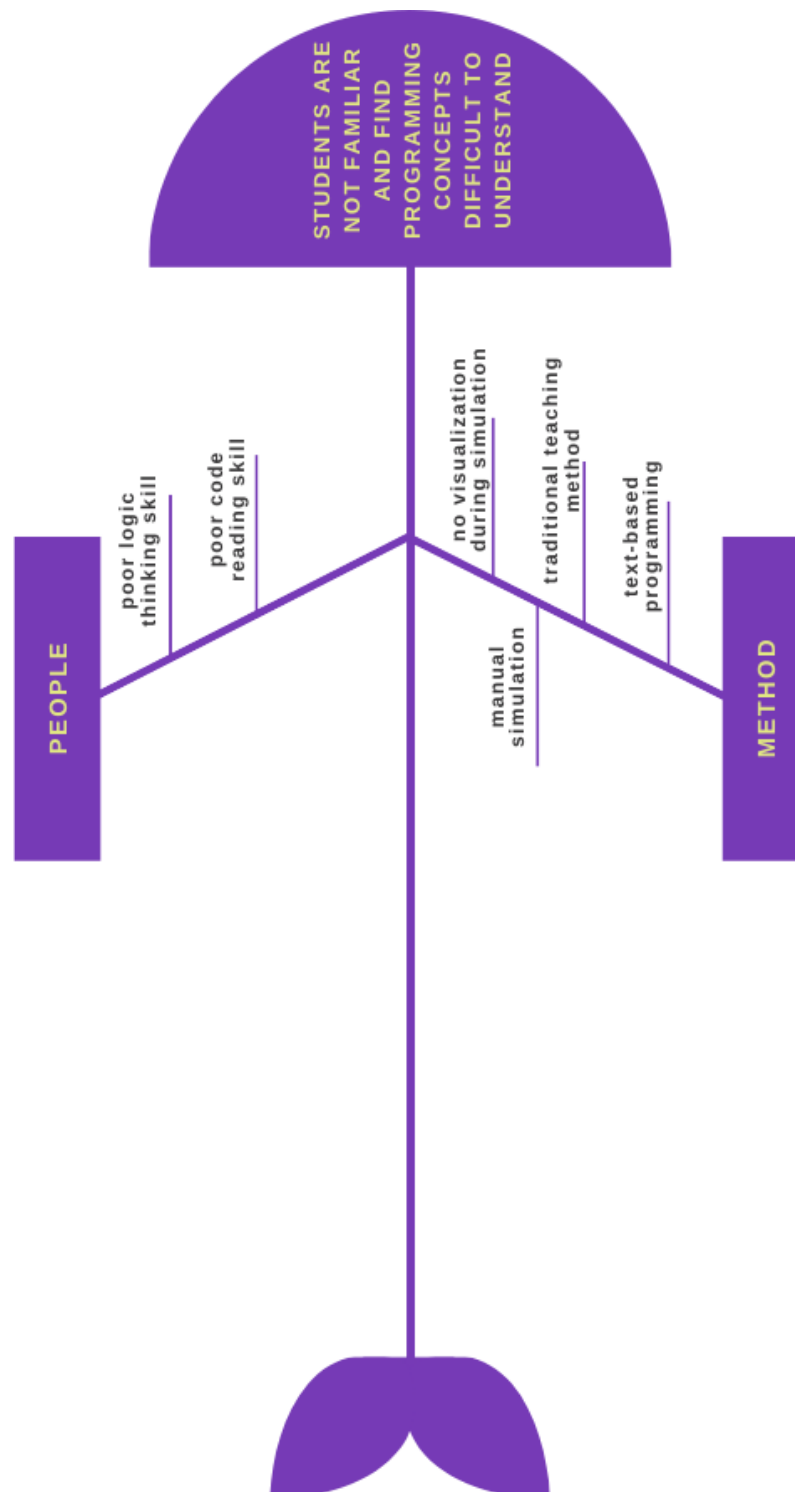 STUDENTS ARE
NOT FAMILIAR
AND FIND
PROGRAMMING
CONCEPTS
DIFFICULT TO
UNDERSTAND
PEOPLE
poor logic
thinking skill
poor code
reading skill
no visualization
during simulation
manual
simulation
traditional teaching
method
text-based
programming
METHOD